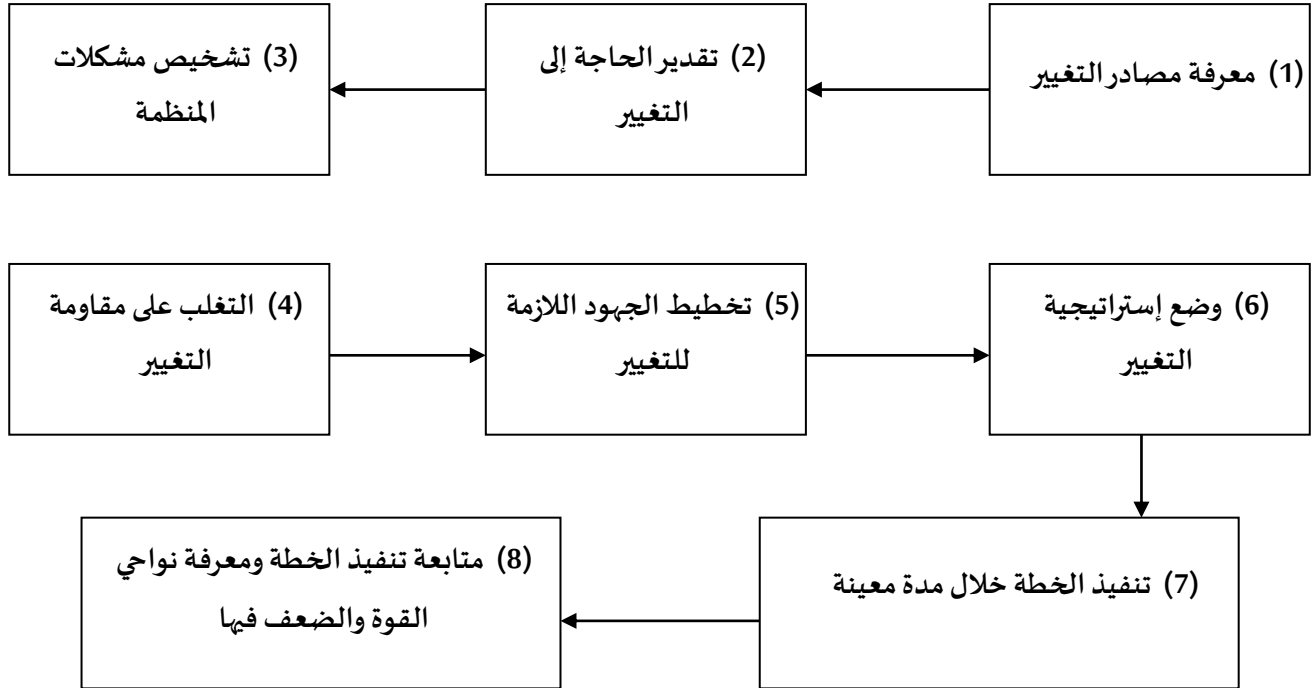 (1) معرفة مصادر التغيير
(2) تقدير الحاجة إلى
التغيير
(3) تشخيص مشكلات
المنظمة
(4) التغلب على مقاومة
التغيير
(5) تخطيط الجهود اللازمة
للتغيير
(6) وضع إستراتيجية
التغيير
(7) تنفيذ الخطة خلال مدة معينة
(8) متابعة تنفيذ الخطة ومعرفة نواحي
القوة والضعف فيها